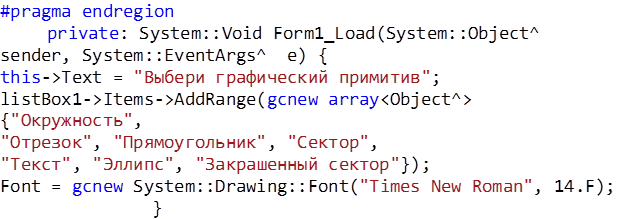 #pragma endregion
private: System::Void Form1_Load(System::Object^
sender, System::EventArgs^  e) {
this->Text = "Выбери графический примитив";
listBox1->Items->AddRange(gcnew array<Object^>
{"Окружность",
"Отрезок", "Прямоугольник", "Сектор",
"Текст", "Эллипс", "Закрашенный сектор"});
Font = gcnew System::Drawing::Font("Times New Roman", 14.F);
}